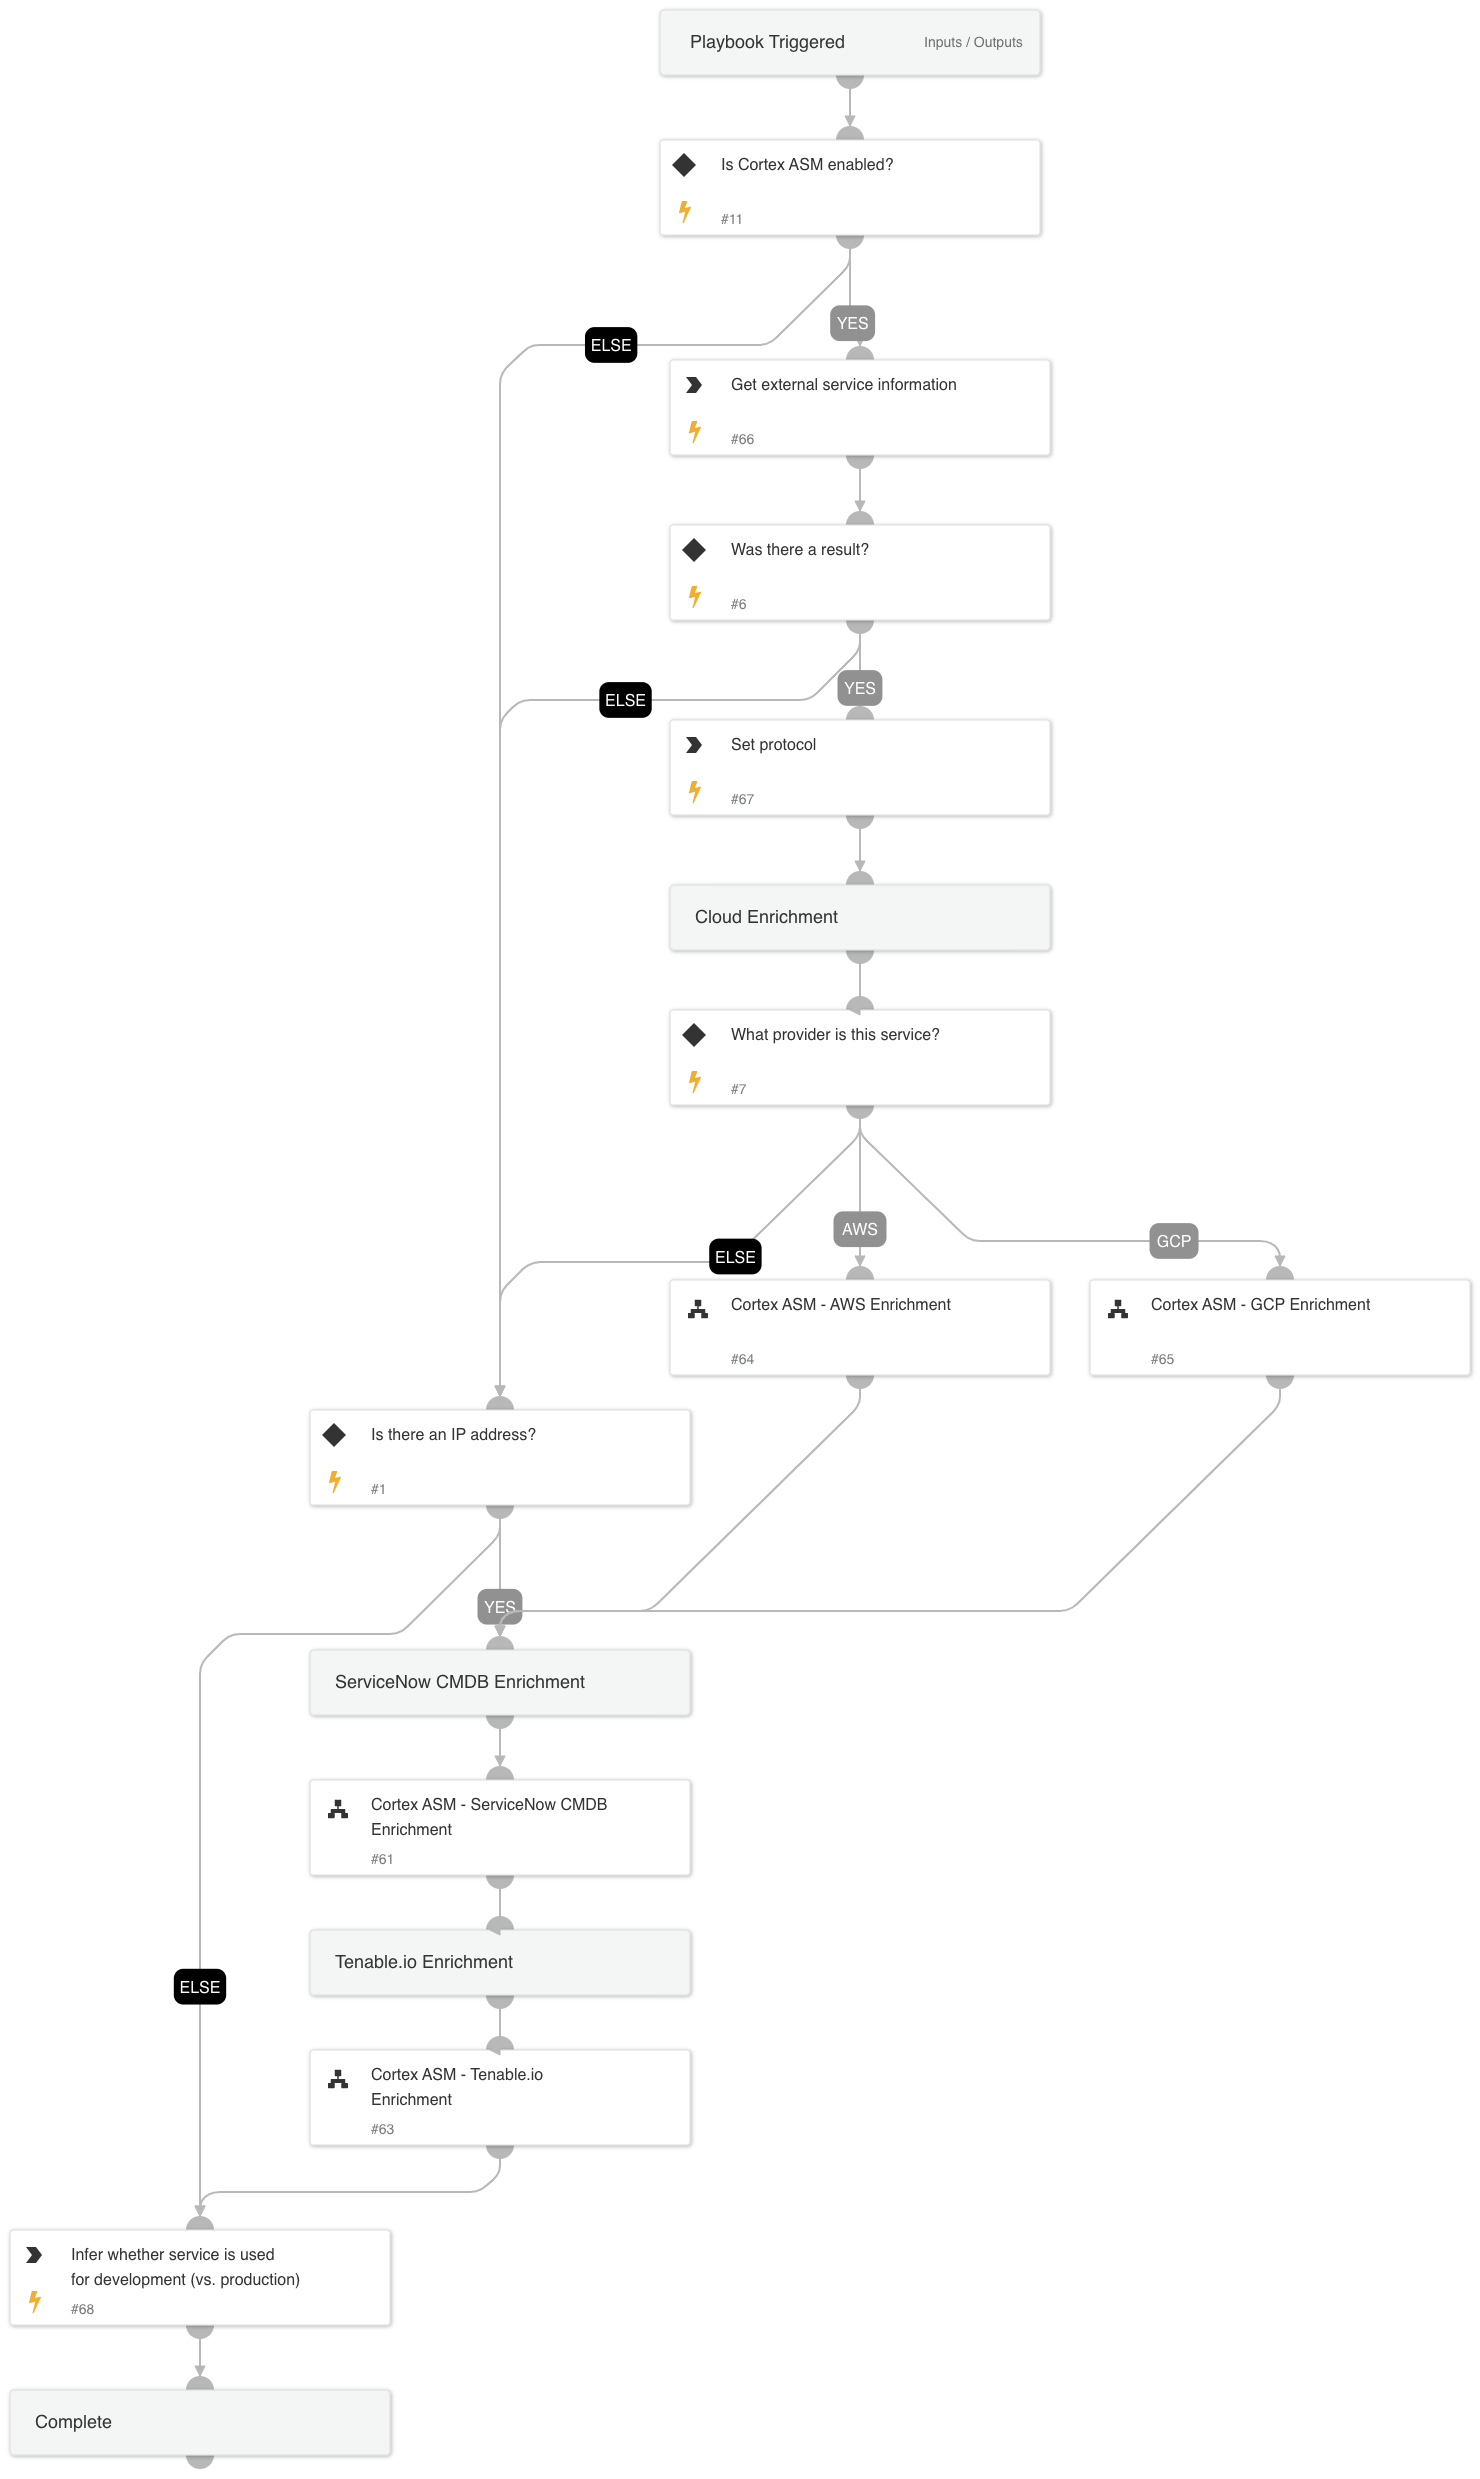 Playbook Triggered
Inputs / Outputs
Is Cortex ASM enabled?
#11
YES
ELSE
Get external service information
#66
Was there a result?
#6
YES
ELSE
Set protocol
#67
Cloud Enrichment
What provider is this service?
#7
AWS
GCP
ELSE
Cortex ASM - AWS Enrichment
#64
Cortex ASM - GCP Enrichment
#65
Is there an IP address?
#1
YES
ServiceNow CMDB Enrichment
Cortex ASM - ServiceNow CMDB
Enrichment
#61
Tenable.io Enrichment
ELSE
Cortex ASM - Tenable.io
Enrichment
#63
Infer whether service is used
for development (vs. production)
#68
Complete